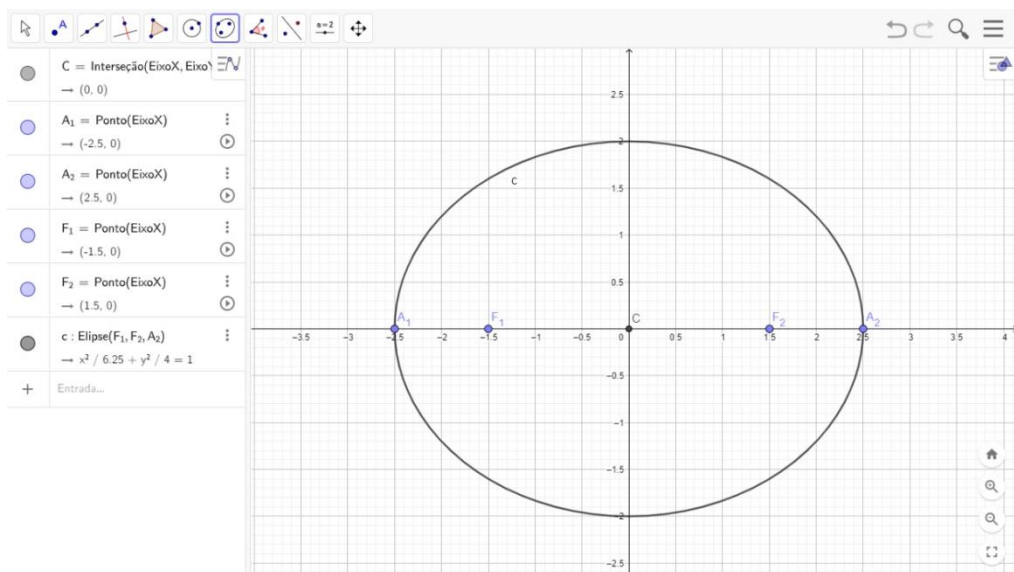 A
a=2
C = Interseção(EixoX, EixoY
→ (0, 0)
A₁ = Ponto(EixoX)
→ (-2.5, 0)
A₂ = Ponto(EixoX)
→ (2.5, 0)
F₁ = Ponto(EixoX)
→ (-1.5, 0)
F₂ = Ponto(EixoX)
→ (1.5, 0)
c : Elipse(F₁, F₂, A₂)
→ x² / 6.25 + y² / 4 = 1
+ Entrada...
2.5
2
c
1.5
1
0.5
A₁ F₁ C F₂ A₂
-3.5 -3 -2.5 -1.5 -1 -0.5 0 0.5 1 1.5 2 2.5 3 3.5 4
-0.5
-1
-1.5
-2
-2.5